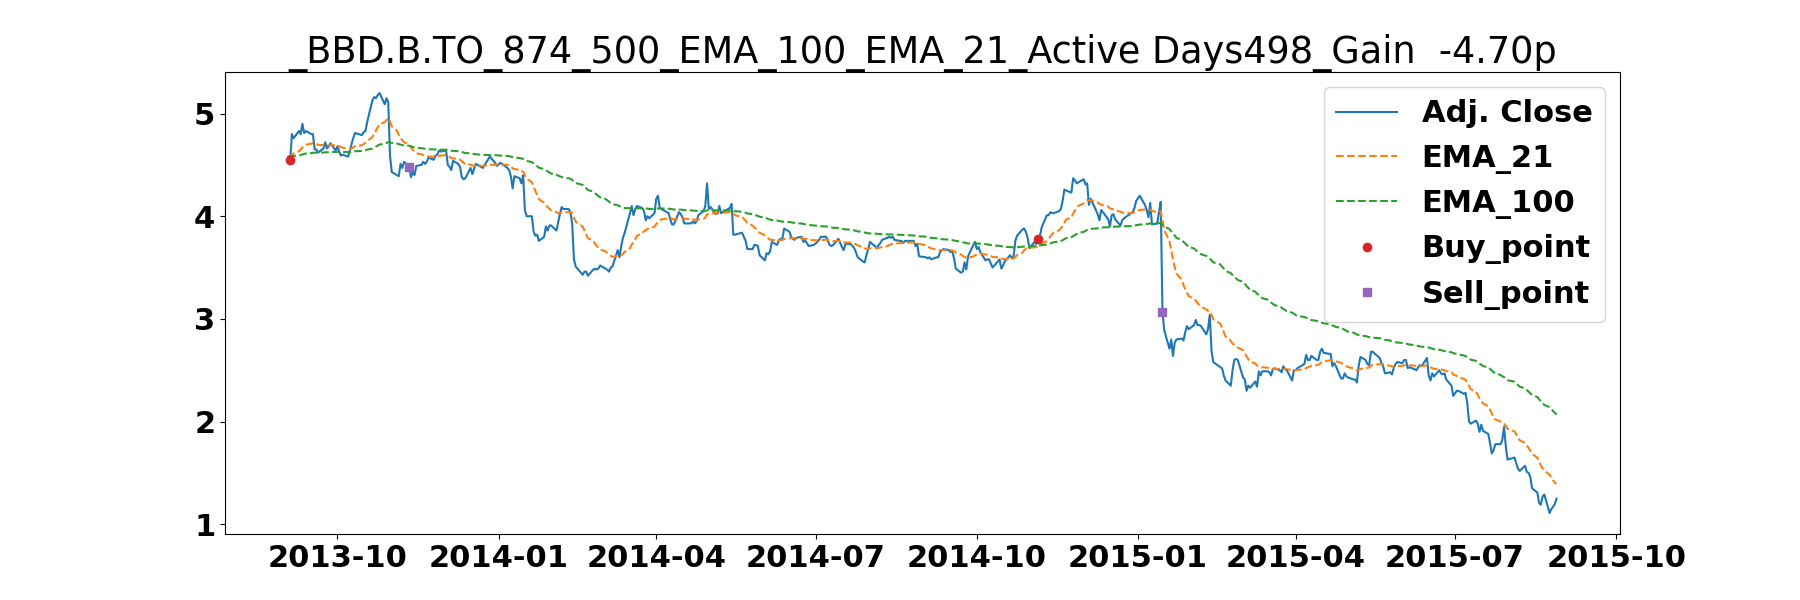 _BBD.B.TO_874_500_EMA_100_EMA_21_Active Days498_Gain  -4.70p
Adj. Close
EMA_21
EMA_100
Buy_point
Sell_point
5
4
3
2
1
2013-10
2014-01
2014-04
2014-07
2014-10
2015-01
2015-04
2015-07
2015-10